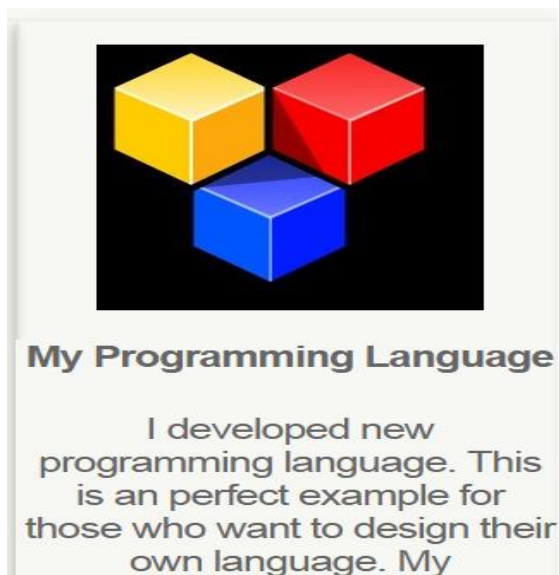 My Programming Language
I developed new
programming language. This
is an perfect example for
those who want to design their
own language. My